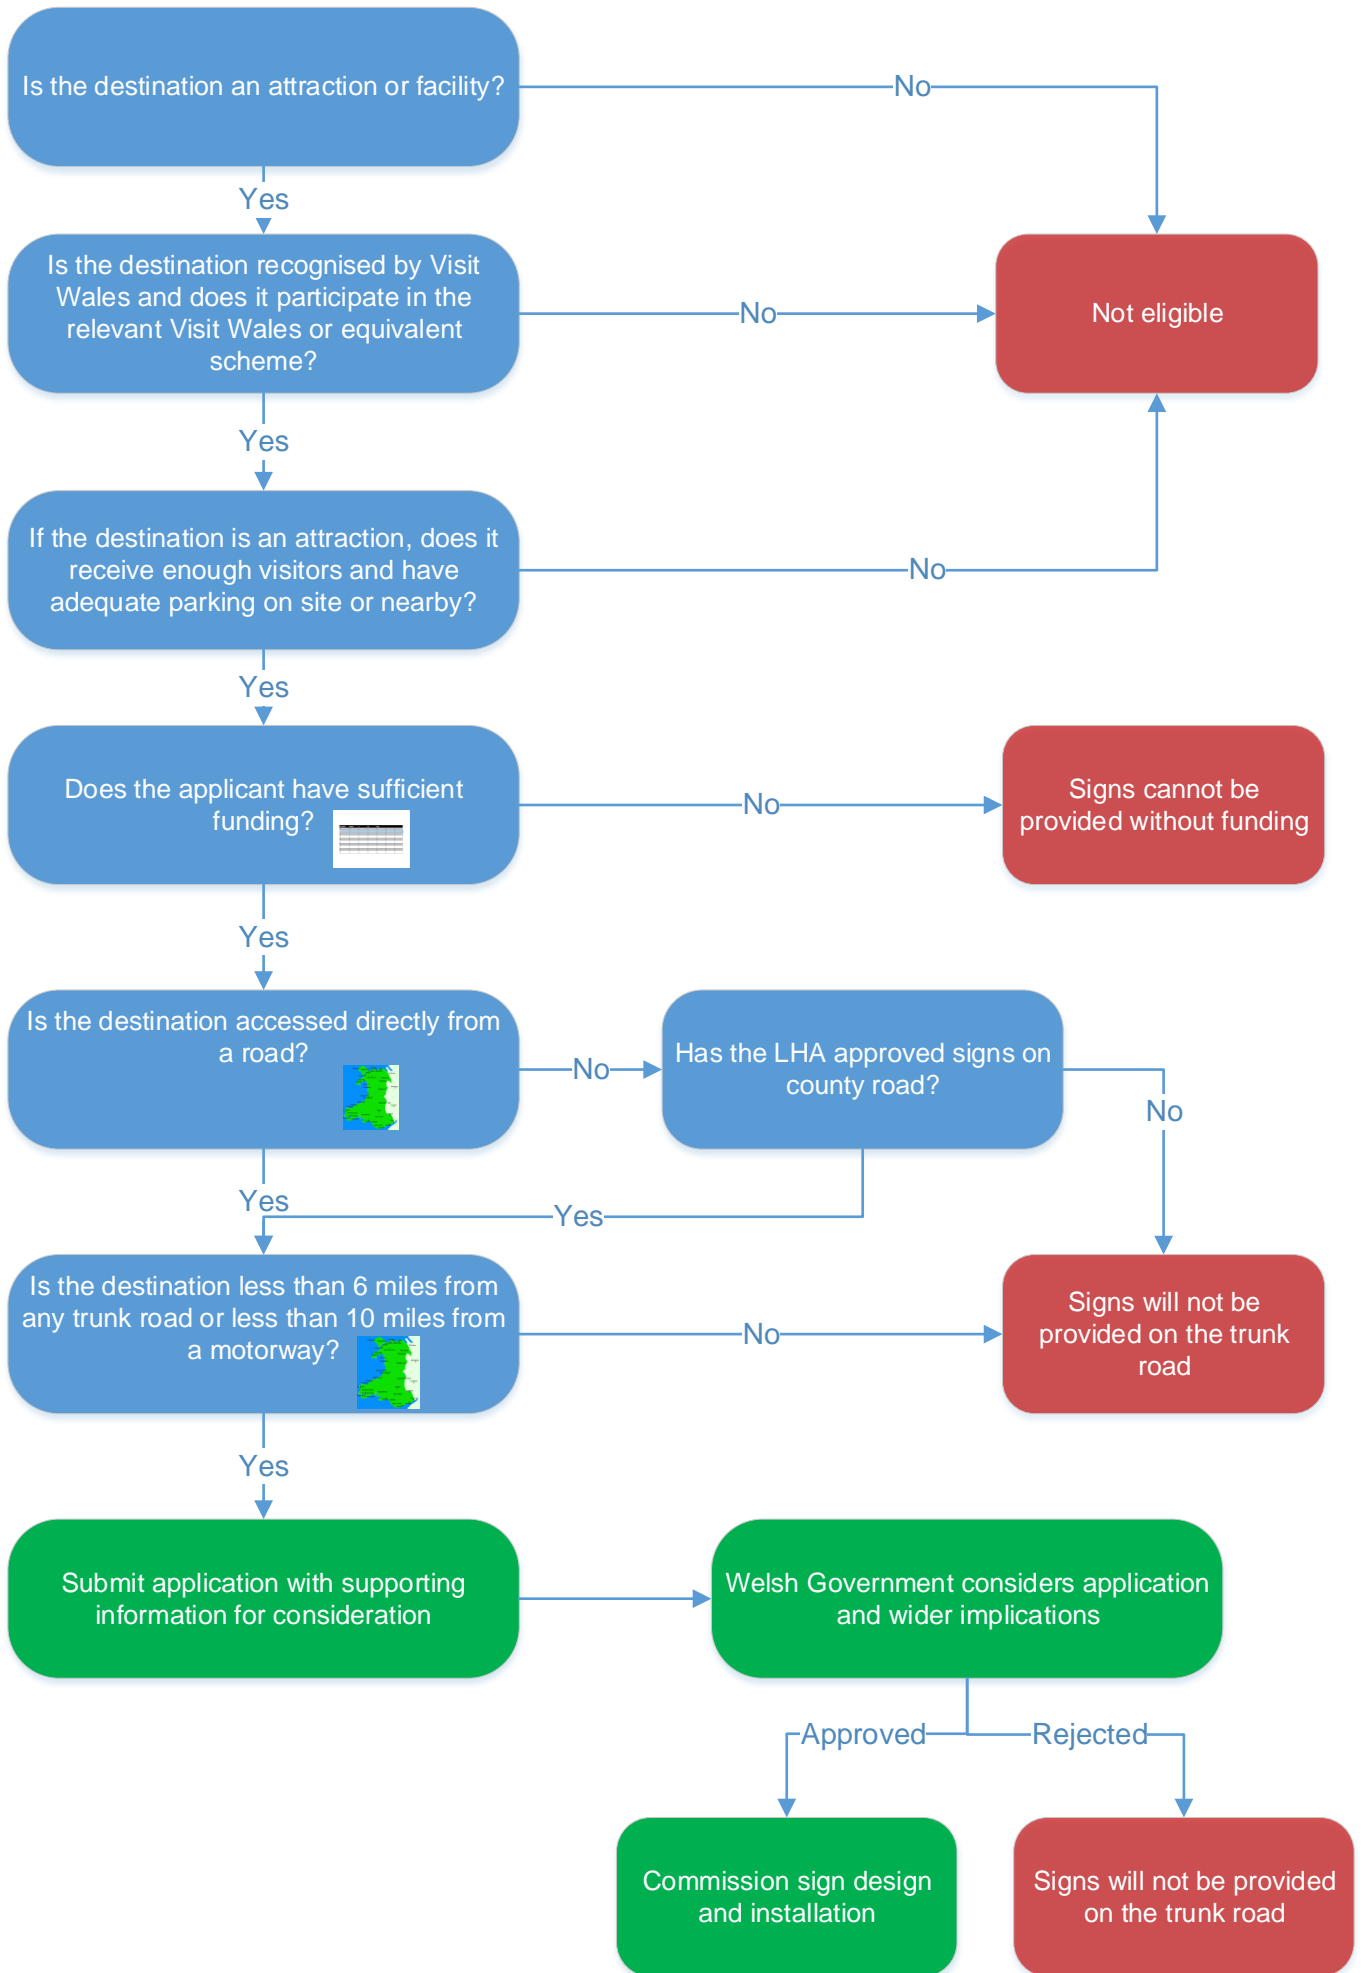 Is the destination an attraction or facility?
No
Yes
Is the destination recognised by Visit
Wales and does it participate in the
relevant Visit Wales or equivalent
scheme?
No
Not eligible
Yes
If the destination is an attraction, does it
receive enough visitors and have
adequate parking on site or nearby?
No
Yes
Does the applicant have sufficient
funding?
No
Signs cannot be
provided without funding
Yes
Is the destination accessed directly from
a road?
No
Has the LHA approved signs on
county road?
No
Yes
Yes
Is the destination less than 6 miles from
any trunk road or less than 10 miles from
a motorway?
No
Signs will not be
provided on the trunk
road
Yes
Submit application with supporting
information for consideration
Welsh Government considers application
and wider implications
Approved
Rejected
Commission sign design
and installation
Signs will not be provided
on the trunk road